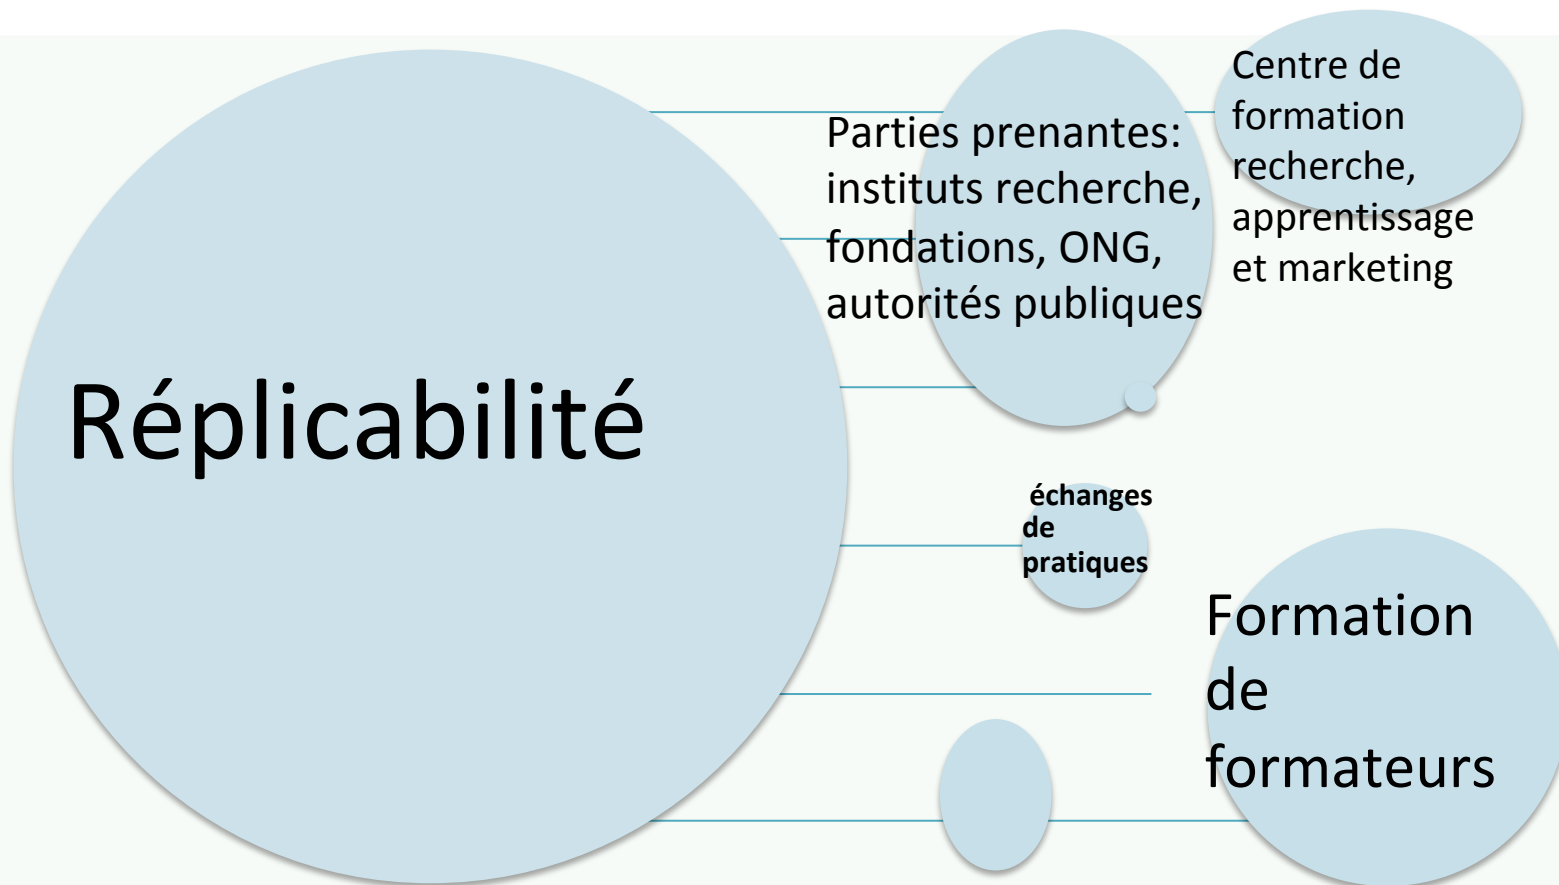 Réplicabilité
Parties prenantes:
instituts recherche,
fondations, ONG,
autorités publiques
Centre de
formation
recherche,
apprentissage
et marketing
échanges
de
pratiques
Formation
de
formateurs